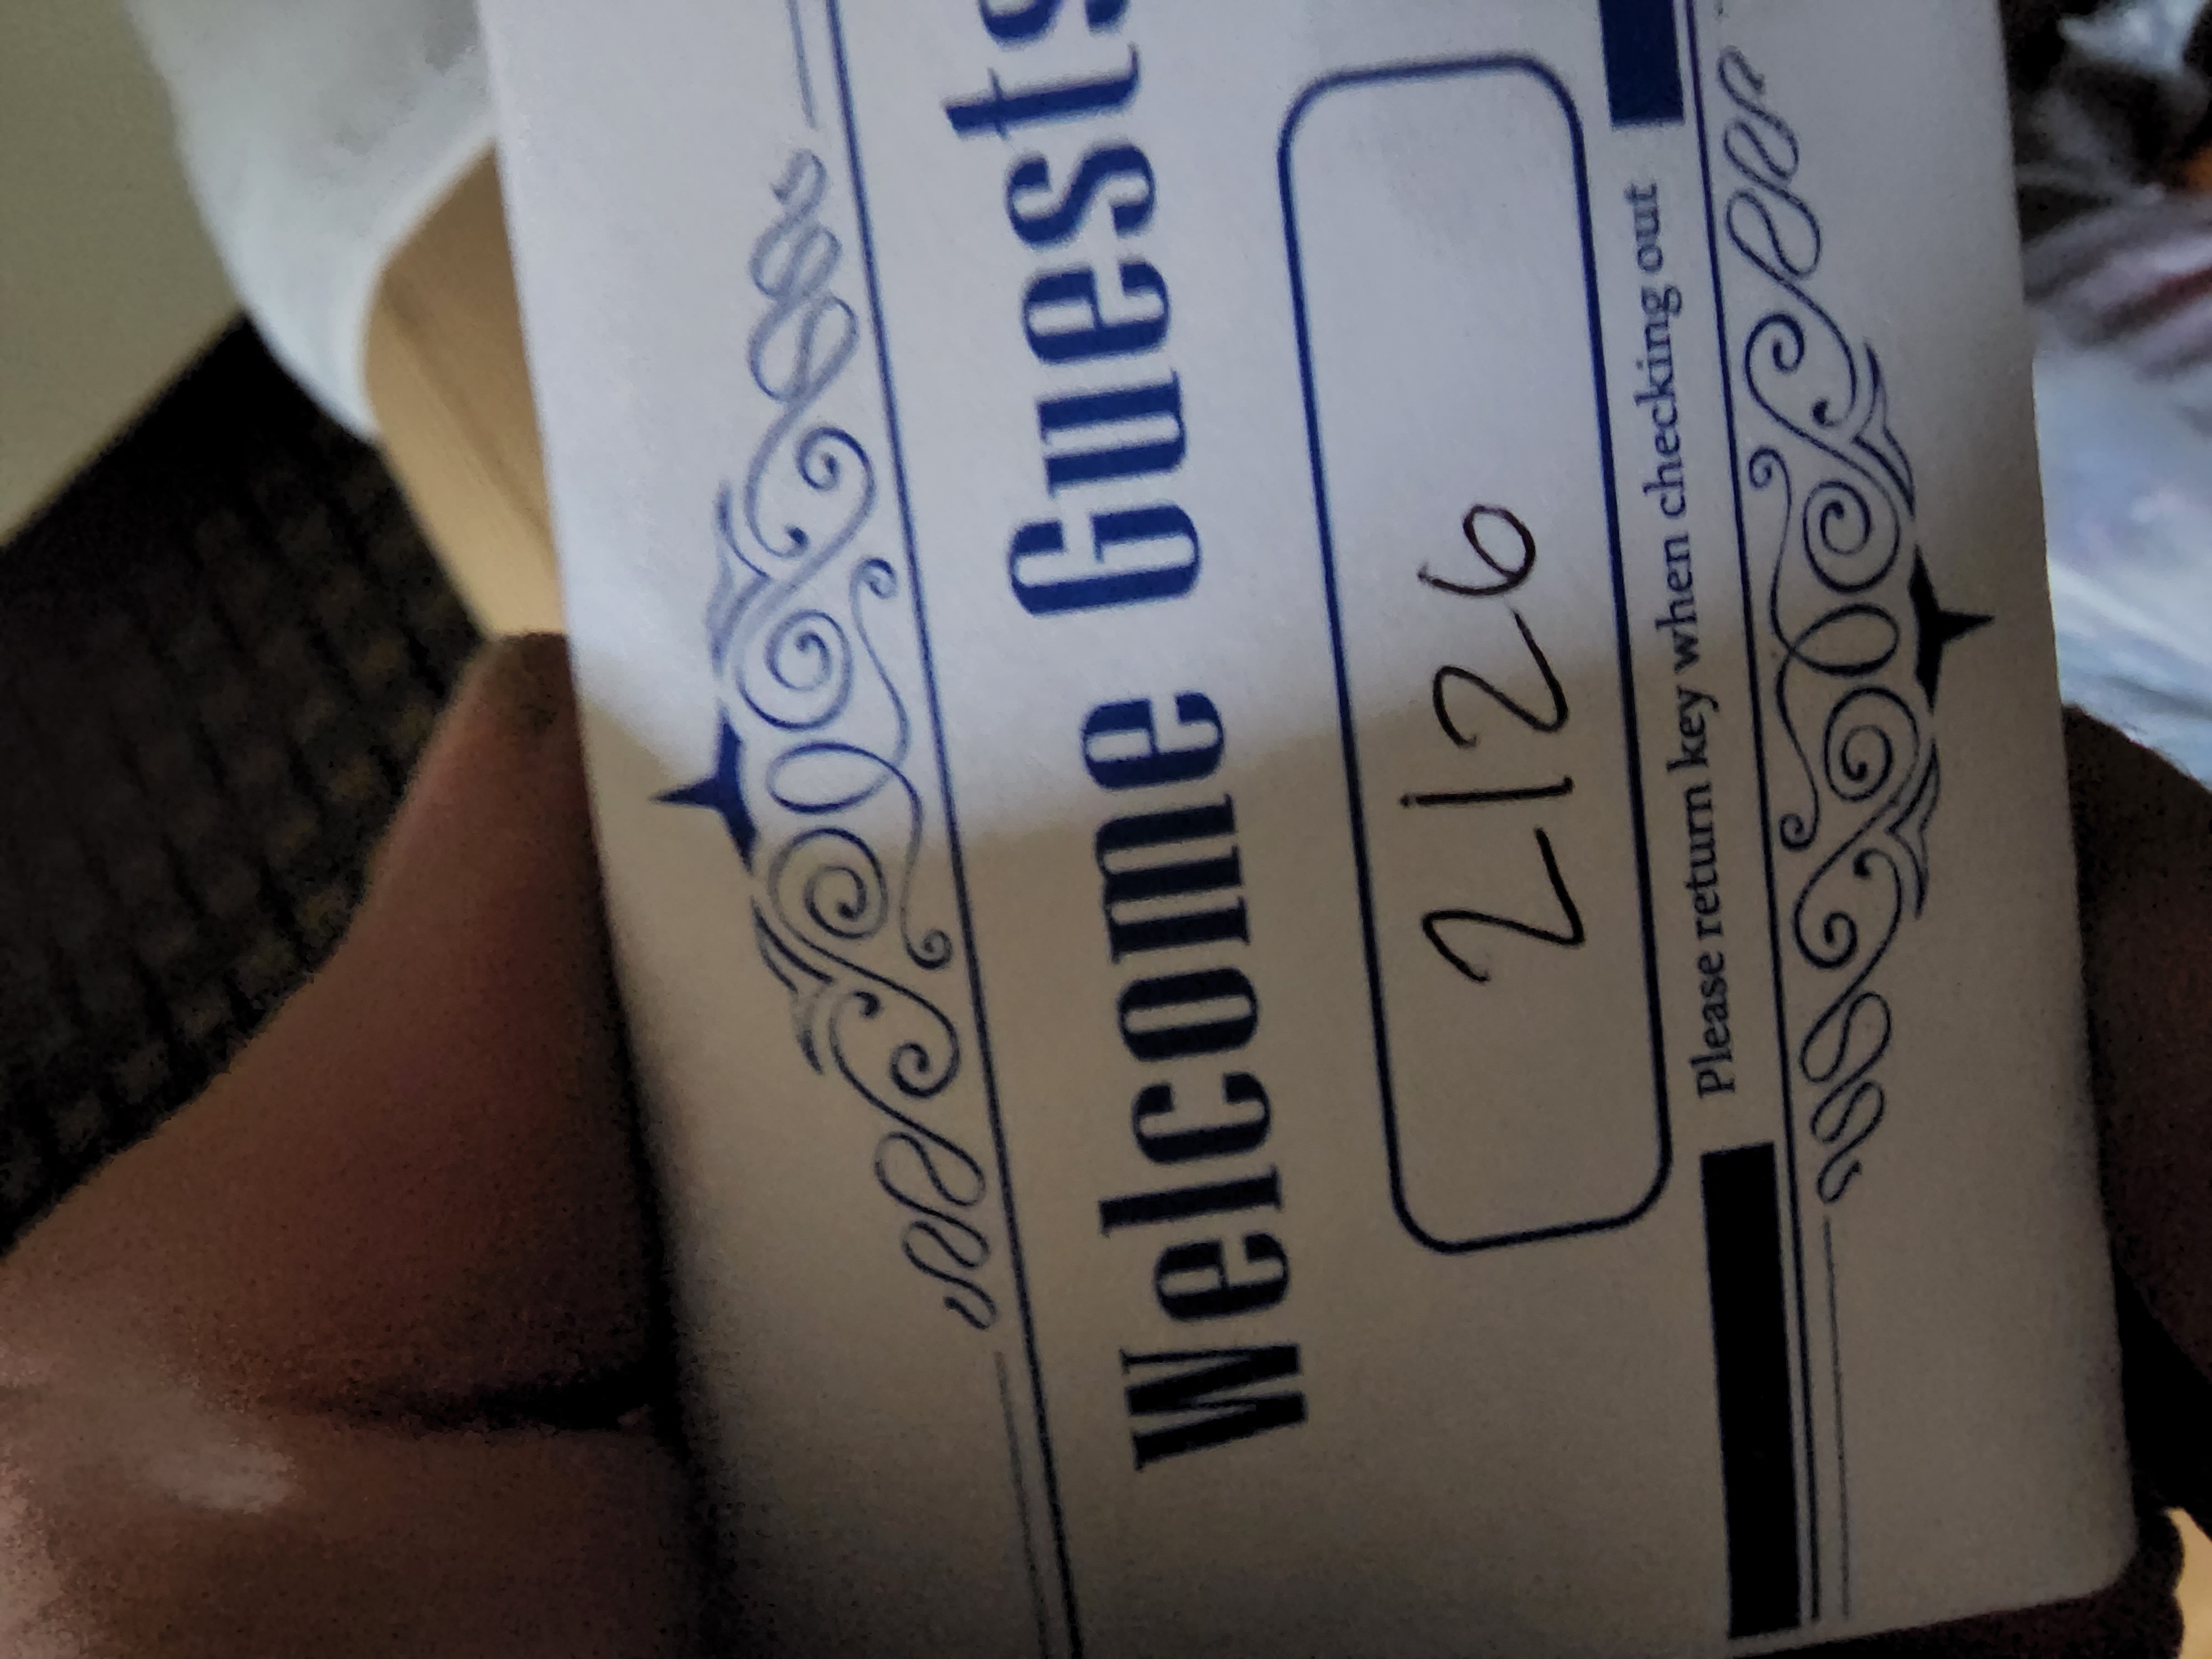 Welcome Guests
2126
Please return key when checking out